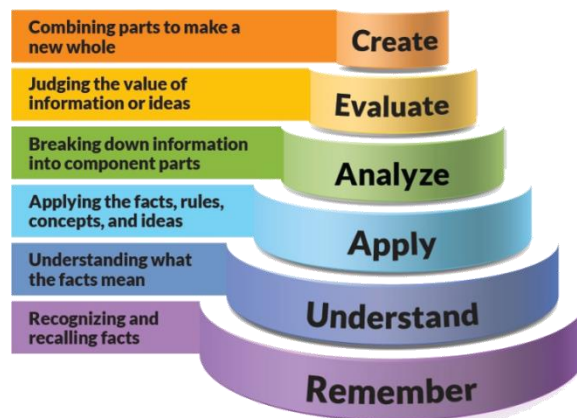 Combining parts to make a
new whole
Create
Judging the value of
information or ideas
Evaluate
Breaking down information
into component parts
Analyze
Applying the facts, rules,
concepts, and ideas
Apply
Understanding what
the facts mean
Understand
Recognizing and
recalling facts
Remember